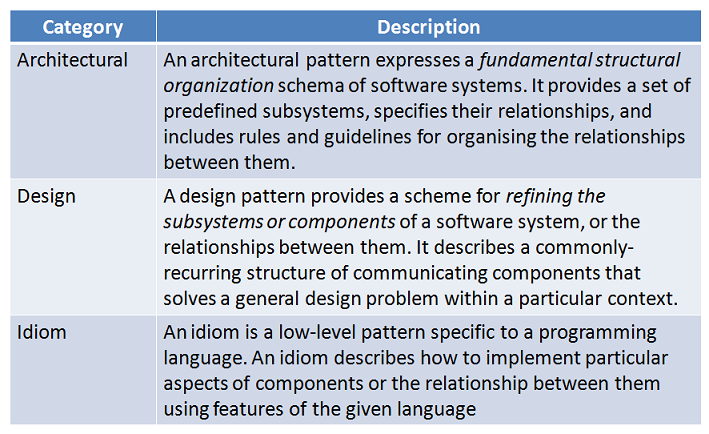 Category Description
Architectural An architectural pattern expresses a fundamental structural
organization schema of software systems. It provides a set of
predefined subsystems, specifies their relationships, and
includes rules and guidelines for organising the relationships
between them.
Design A design pattern provides a scheme for refining the
subsystems or components of a software system, or the
relationships between them. It describes a commonly-
recurring structure of communicating components that
solves a general design problem within a particular context.
Idiom An idiom is a low-level pattern specific to a programming
language. An idiom describes how to implement particular
aspects of components or the relationship between them
using features of the given language